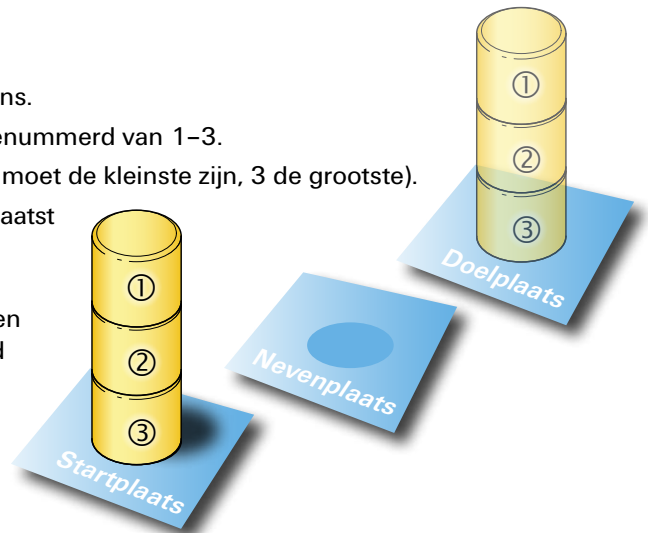 ns.
enummerd van 1–3.
moet de kleinste zijn, 3 de grootste).
aatst
en
d
①
②
③
Doelplaats
Nevenplaats
①
②
③
Startplaats